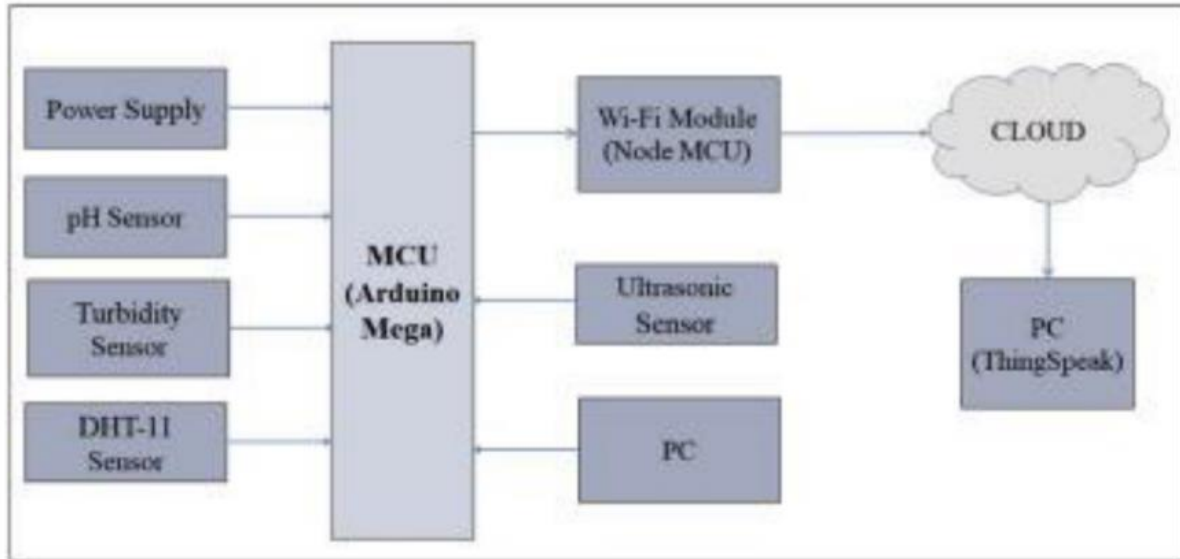 Power Supply
pH Sensor
Turbidity
Sensor
DHT-11
Sensor
MCU
(Arduino
Mega)
Wi-Fi Module
(Node MCU)
Ultrasonic
Sensor
PC
CLOUD
PC
(ThingSpeak)